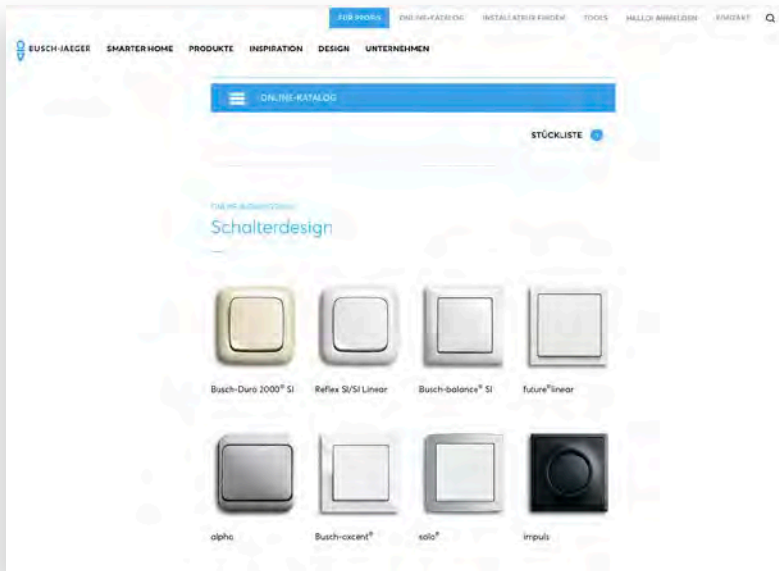 FÜR PROFIS ONLINE-KATALOG INSTALLATEUR FINDEN TOOLS HALLO! ANMELDEN KONTAKT
BUSCH-JAEGER SMARTER HOME PRODUKTE INSPIRATION DESIGN UNTERNEHMEN
ONLINE-KATALOG
STÜCKLISTE
Schalterdesign
Busch-Duro 2000® SI Reflex SI/SI Linear Busch-balance® SI future®linear
alpha Busch-axcent® solo® impuls